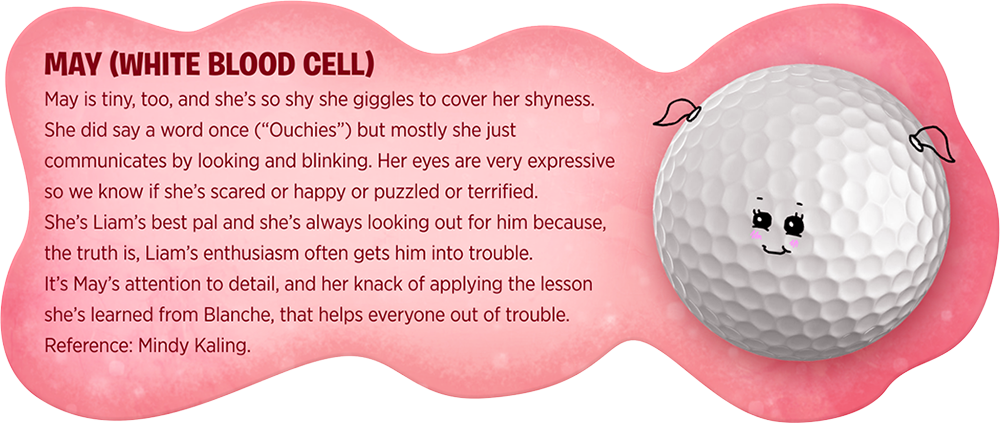 MAY (WHITE BLOOD CELL)
May is tiny, too, and she's so shy she giggles to cover her shyness.
She did say a word once (“Ouchies”) but mostly she just
communicates by looking and blinking. Her eyes are very expressive
so we know if she's scared or happy or puzzled or terrified.
She's Liam's best pal and she's always looking out for him because,
the truth is, Liam's enthusiasm often gets him into trouble.
It's May's attention to detail, and her knack of applying the lesson
she's learned from Blanche, that helps everyone out of trouble.
Reference: Mindy Kaling.